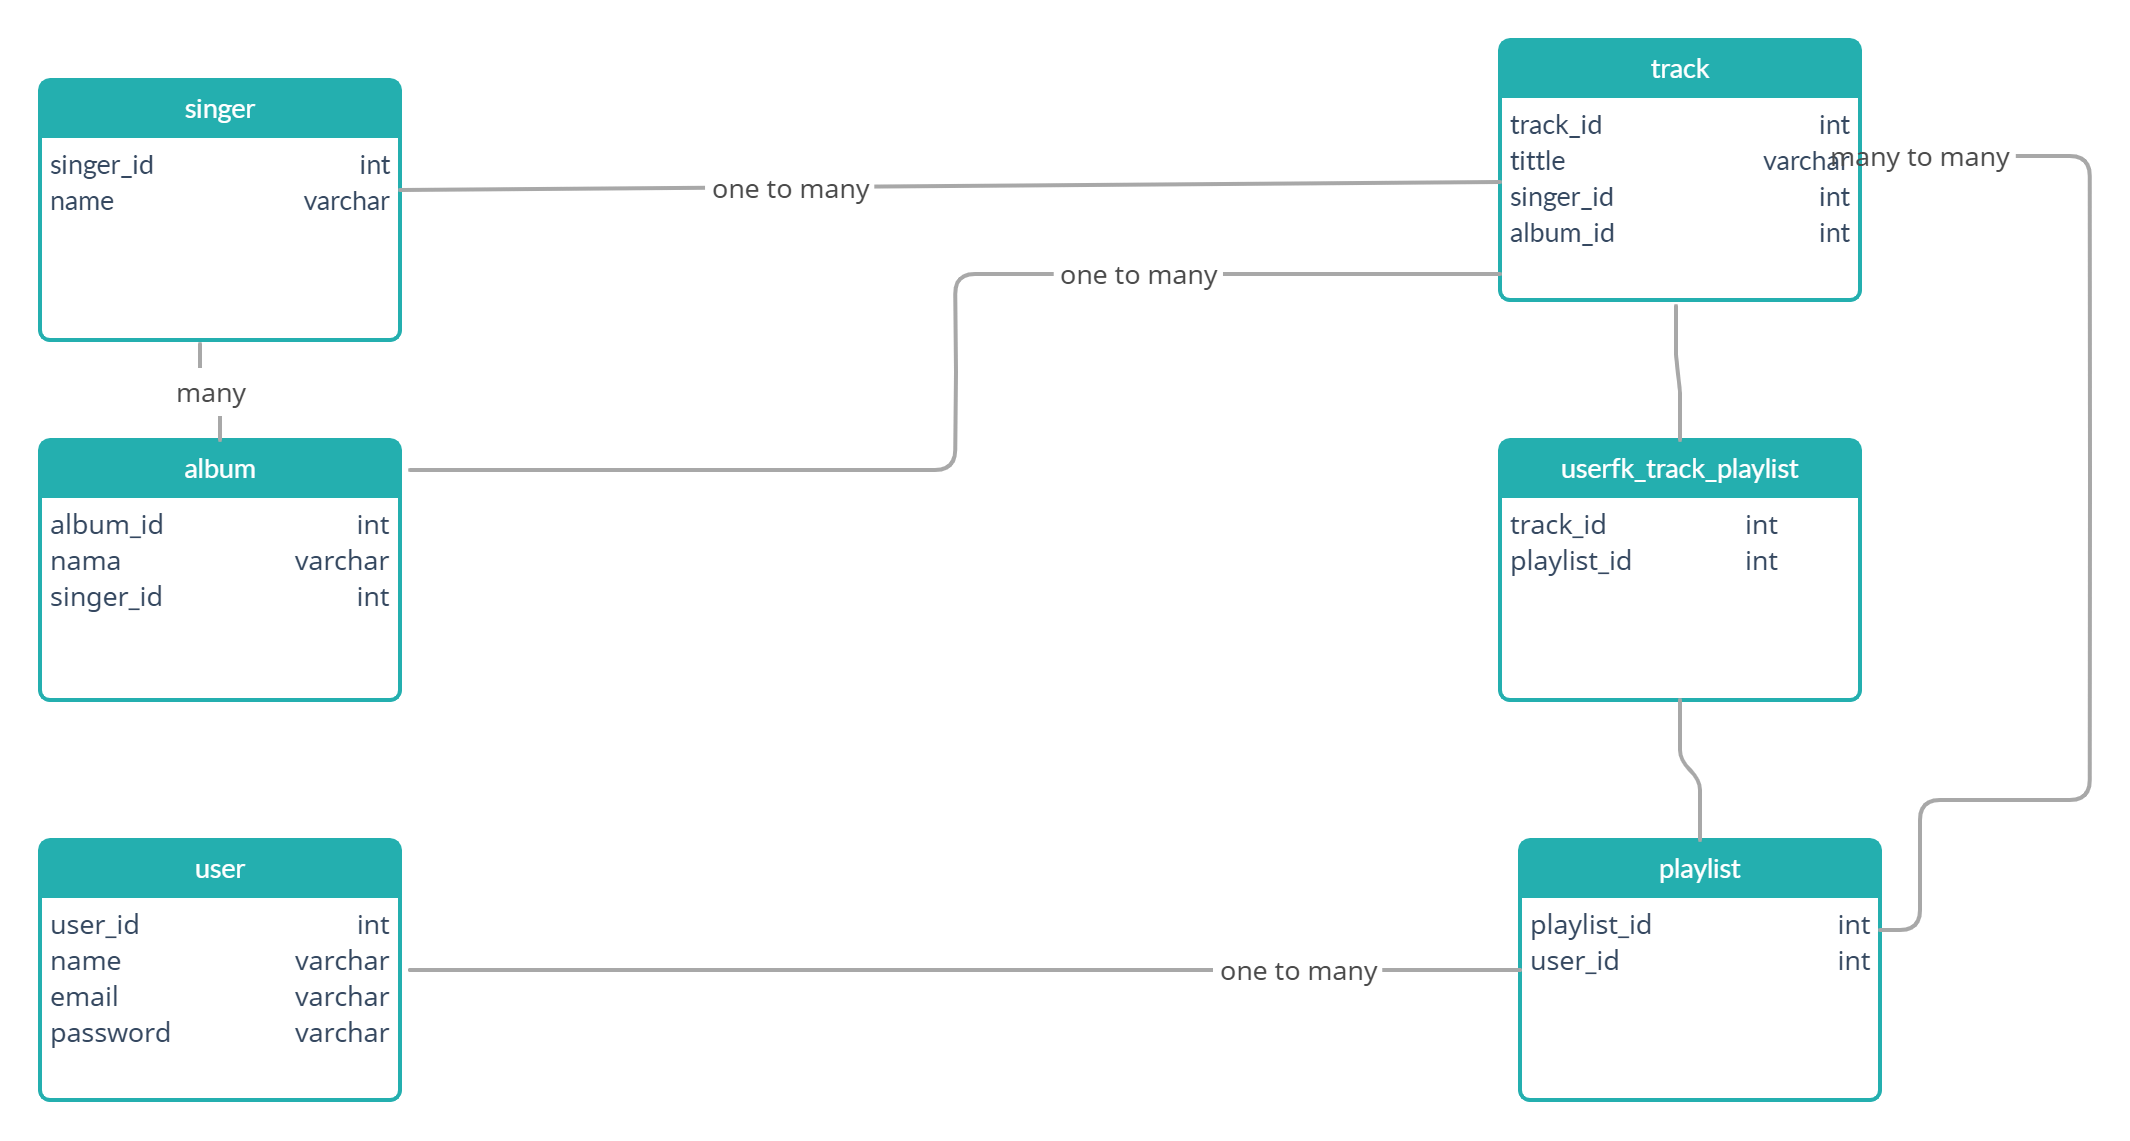 singer
singer_id int
name varchar
one to many
track
track_id int
tittle varchar
singer_id int
album_id int
many to many
one to many
many
album
album_id int
nama varchar
singer_id int
userfk_track_playlist
track_id int
playlist_id int
user
user_id int
name varchar
email varchar
password varchar
one to many
playlist
playlist_id int
user_id int